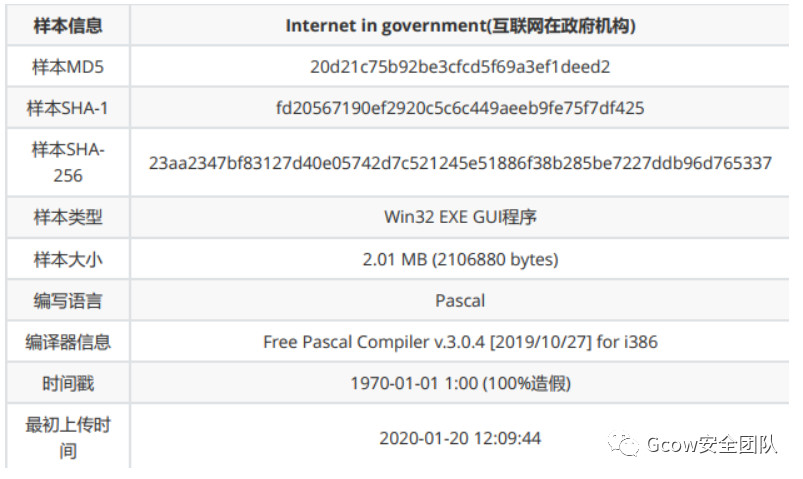 样本信息 Internet in government(互联网在政府机构)
样本MD5 20d21c75b92be3cfcd5f69a3ef1deed2
样本SHA-1 fd20567190ef2920c5c6c449aeeb9fe75f7df425
样本SHA-
256 23aa2347bf83127d40e05742d7c521245e51886f38b285be7227ddb96d765337
样本类型 Win32 EXE GUI程序
样本大小 2.01 MB (2106880 bytes)
编写语言 Pascal
编译器信息 Free Pascal Compiler v.3.0.4 [2019/10/27] for i386
时间戳 1970-01-01 1:00 (100%造假)
最初上传时
间 2020-01-20 12:09:44
Gcow安全团队